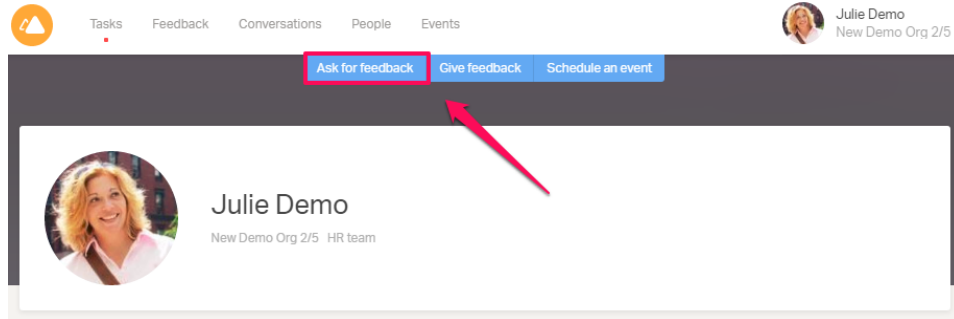 Tasks Feedback Conversations People Events
Julie Demo
New Demo Org 2/5
Ask for feedback Give feedback Schedule an event
Julie Demo
New Demo Org 2/5 HR team